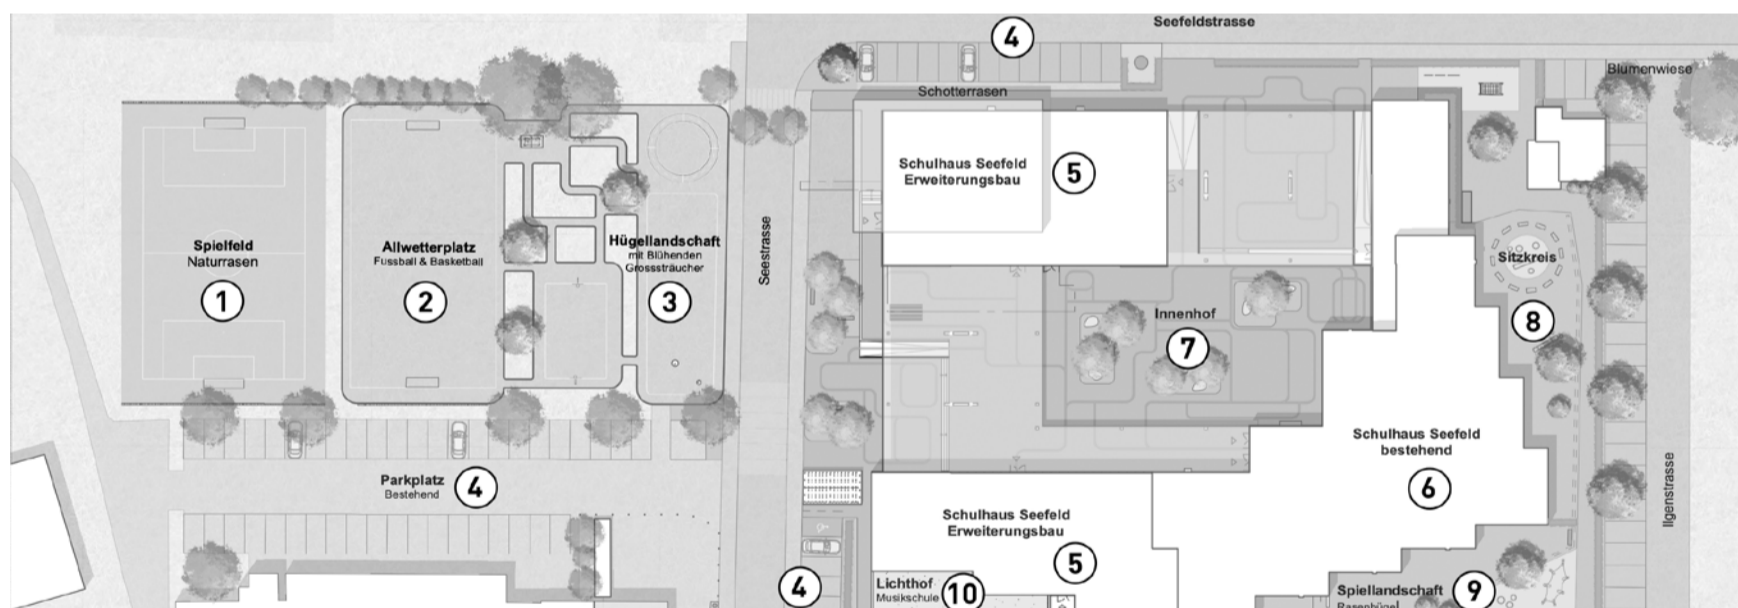 Seefeldstrasse
4
Blumenwiese
Schotterrasen
Schulhaus Seefeld
Erweiterungsbau
5
Spielfeld
Naturrasen
1
Allwetterplatz
Fussball & Basketball
2
Hügellandschaft
mit Blühenden
Grosssträucher
3
Seestrasse
Sitzkreis
8
Innenhof
7
Schulhaus Seefeld
bestehend
6
Parkplatz
Bestehend
4
Ilgenstrasse
Schulhaus Seefeld
Erweiterungsbau
5
4
Lichthof
Musikschule
10
Spiellandschaft
Rasenhügel
9